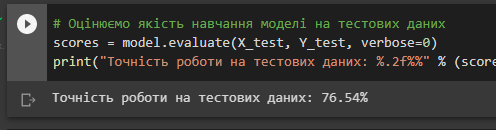 # Оцінюємо якість навчання моделі на тестових даних
scores = model.evaluate(X_test, Y_test, verbose=0)
print("Точність роботи на тестових даних: %.2f%%" % (score
Точність роботи на тестових даних: 76.54%